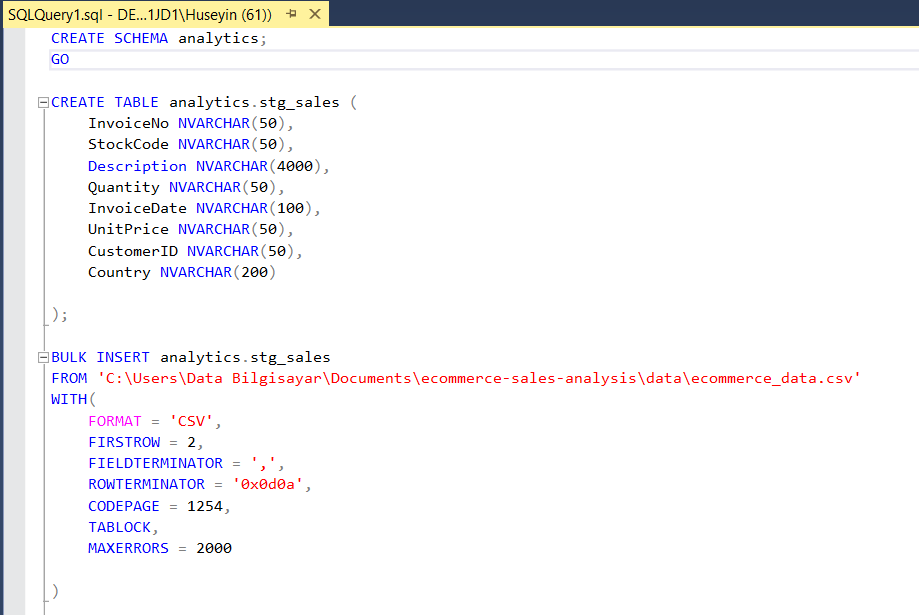 SQLQuery1.sql - DE...1JD1\Huseyin (61))
CREATE SCHEMA analytics;
GO
CREATE TABLE analytics.stg_sales (
InvoiceNo NVARCHAR(50),
StockCode NVARCHAR(50),
Description NVARCHAR(4000),
Quantity NVARCHAR(50),
InvoiceDate NVARCHAR(100),
UnitPrice NVARCHAR(50),
CustomerID NVARCHAR(50),
Country NVARCHAR(200)
);
BULK INSERT analytics.stg_sales
FROM 'C:\Users\Data Bilgisayar\Documents\ecommerce-sales-analysis\data\ecommerce_data.csv'
WITH(
FORMAT = 'CSV',
FIRSTROW = 2,
FIELDTERMINATOR = ',',
ROWTERMINATOR = '0x0d0a',
CODEPAGE = 1254,
TABLOCK,
MAXERRORS = 2000
)